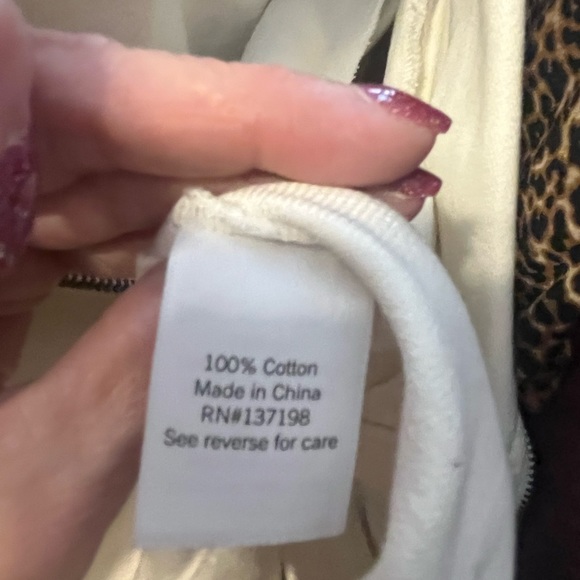 100% Cotton
Made in China
RN#137198
See reverse for care